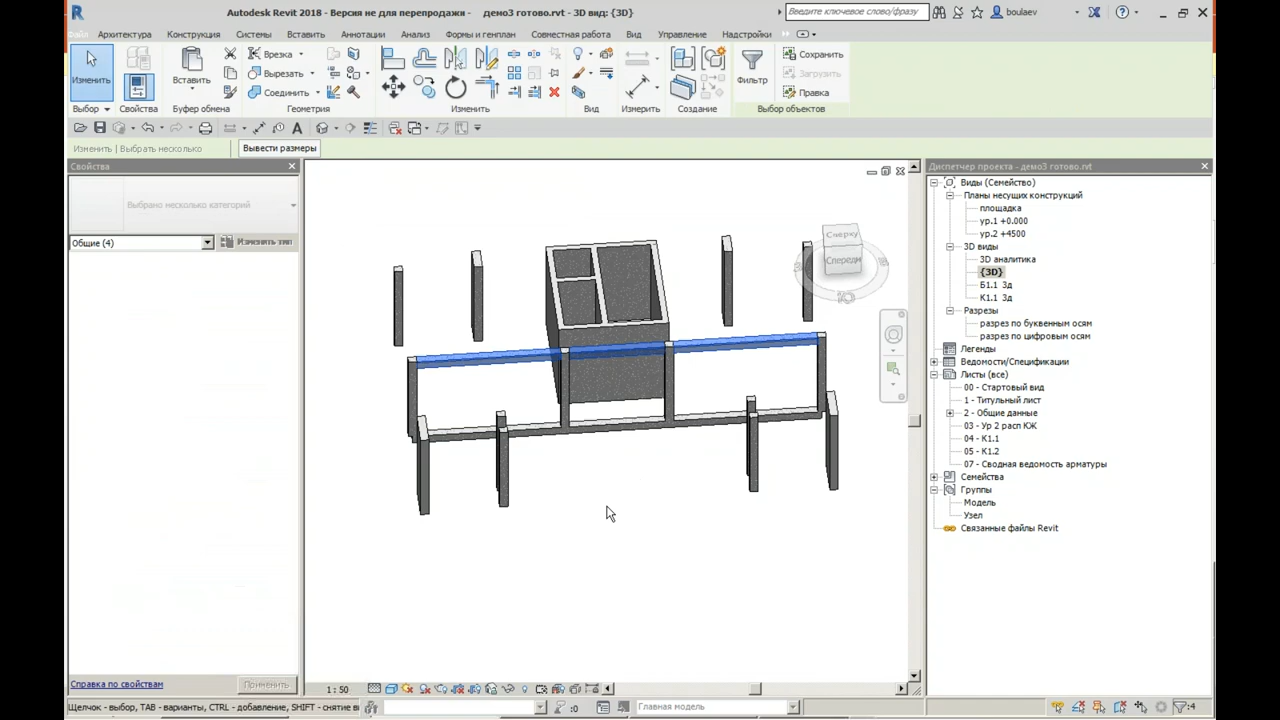 Autodesk Revit 2018 - Версия не для перепродажи - демо3 готово.rvt - 3D вид: {3D}
Введите ключевое слово/фразу
boulaev
Файл Архитектура Конструкция Системы Вставить Аннотации Анализ Формы и генплан Совместная работа Вид Управление Надстройки
Изменить
Свойства
Вставить
Врезка
Вырезать
Соединить
Фильтр
Сохранить
Загрузить
Правка
Выбор Буфер обмена Геометрия Изменить Вид Измерить Создание Выбор объектов
Изменить | Выбрать несколько
Вывести размеры
Свойства
Выбрано несколько категорий
Общие (4)
Изменить тип
Сверху
Спереди
Ю
Диспетчер проекта - демо3 готово.rvt
Виды (Семейство)
Планы несущих конструкций
площадка
ур.1 +0.000
ур.2 +4500
3D виды
3D аналитика
{3D}
Б1.1 3д
К1.1 3д
Разрезы
разрез по буквенным осям
разрез по цифровым осям
Легенды
Ведомости/Спецификации
Листы (все)
00 - Стартовый вид
1 - Титульный лист
2 - Общие данные
03 - Ур 2 расп КЖ
04 - К1.1
05 - К1.2
07 - Сводная ведомость арматуры
Семейства
Группы
Модель
Узел
Связанные файлы Revit
Справка по свойствам
Применить
1 : 50
Щелчок - выбор, TAB - варианты, CTRL - добавление, SHIFT - снятие в
:0
Главная модель
:4